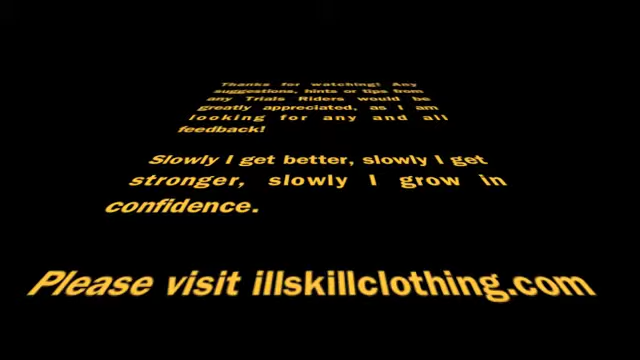 Thanks for watching! Any
suggestions, hints or tips from
any Trials Riders would be
greatly appreciated, as I am
looking for any and all
feedback!
Slowly I get better, slowly I get
stronger, slowly I grow in
confidence.
Please visit illskillclothing.com